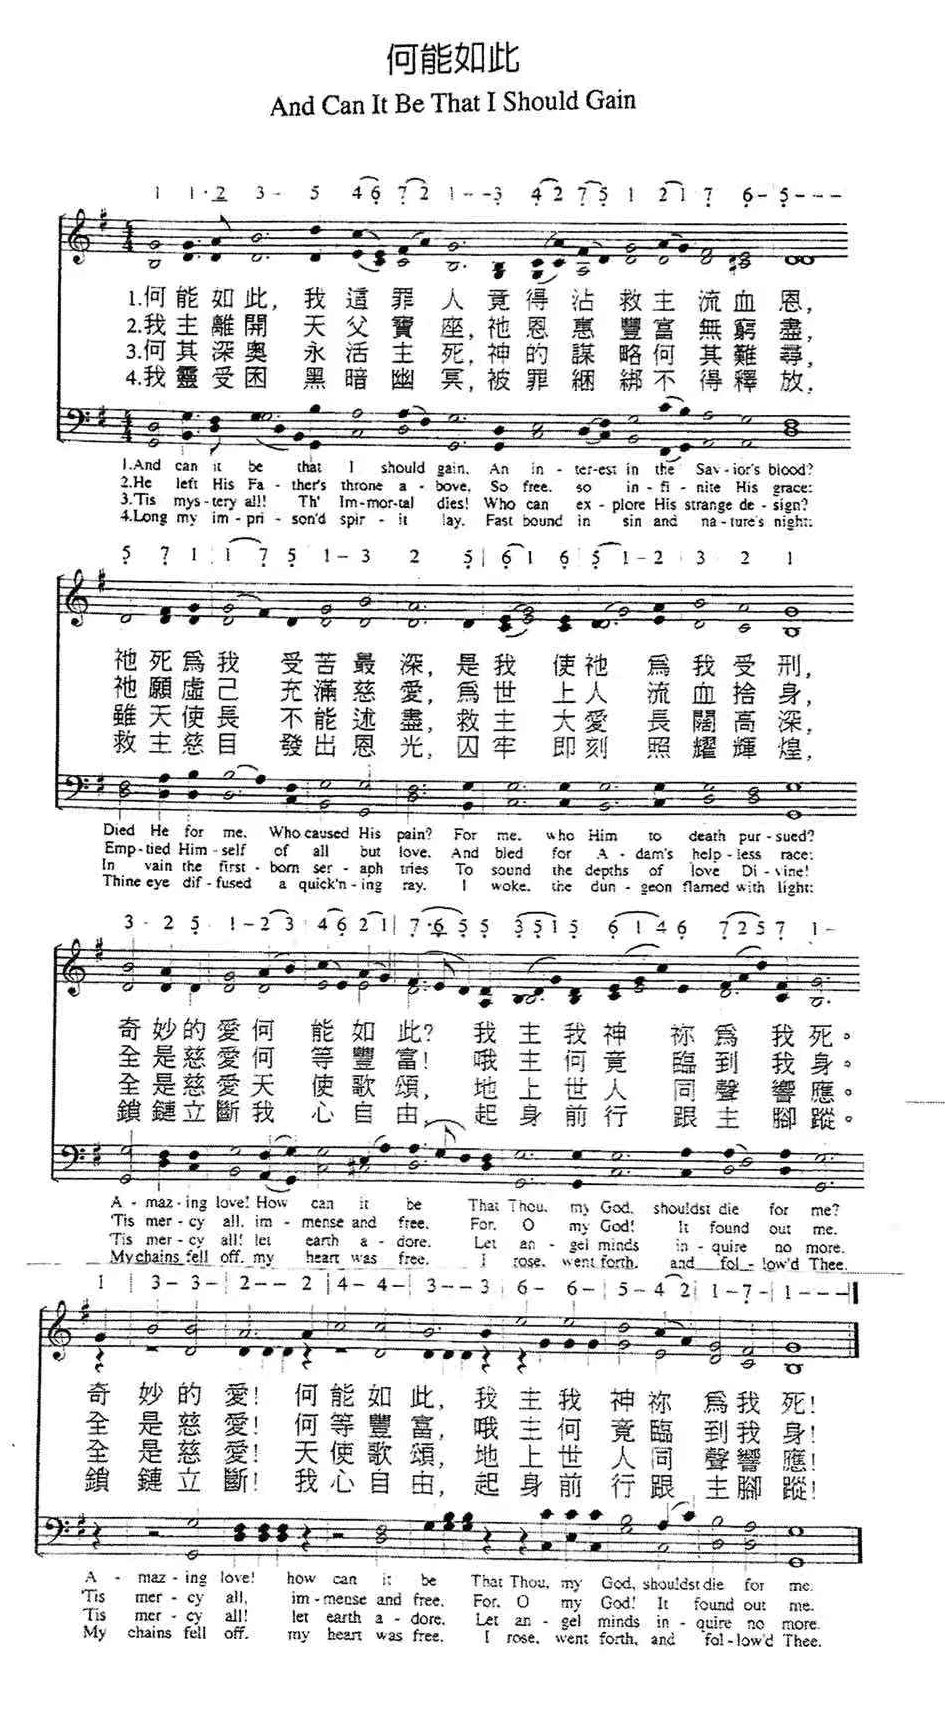 何能如此
And Can It Be That I Should Gain
1.何能如此, 我這罪人竟得沾救主流血恩,
2.我主離開 天父寶座, 祂恩惠豐富無窮盡,
3.何其深奧 永活主死, 神的謀略何其難尋,
4.我靈受困 黑暗幽冥, 被罪綑綁不得釋放,
1.And can it be that I should gain. An in - ter-est in the Sav-ior's blood?
2.He left His Fa - ther's throne a - bove, So free, so in - fi - nite His grace:
3.'Tis mys-tery all! Th' Im-mor-tal dies! Who can ex - plore His strange de-sign?
4.Long my im-pri - son'd spir - it lay. Fast bound in sin and na-ture's night:
祂死為我 受苦最深, 是我使祂為我受刑,
祂願虛己 充滿慈愛, 為世上人流血捨身,
雖天使長 不能述盡, 救主大愛長闊高深,
救主慈目 發出恩光, 囚牢即刻照耀輝煌,
Died He for me. Who caused His pain? For me, who Him to death pur-sued?
Emp-tied Him-self of all but love. And bled for A-dam's help-less race:
In vain the first-born ser-aph tries To sound the depths of love Di-vine!
Thine eye dif-fused a quick'n-ing ray. I woke. the dun-geon flamed with light:
奇妙的愛何能如此? 我主我神祢為我死。
全是慈愛何等豐富! 哦主何竟臨到我身。
全是慈愛天使歌頌, 地上世人同聲響應。
鎖鏈立斷我心自由, 起身前行跟主腳蹤。
A - maz-ing love! How can it be That Thou, my God, shouldst die for me?
'Tis mer-cy all, im - mense and free. For, O my God! It found out me.
'Tis mer-cy all! let earth a-dore. Let an-gel minds in-quire no more.
My chains fell off. my heart was free. I rose. went forth. and fol-low'd Thee.
奇妙的愛! 何能如此, 我主我神祢為我死!
全是慈愛! 何等豐富, 哦主何竟臨到我身!
全是慈愛! 天使歌頌, 地上世人同聲響應!
鎖鏈立斷! 我心自由, 起身前行跟主腳蹤!
A - maz-ing love! how can it be That Thou, my God, shouldst die for me.
'Tis mer-cy all, im-mense and free. For, O my God! It found out me.
'Tis mer-cy all! let earth a-dore. Let an-gel minds in-quire no more.
My chains fell off. my heart was free. I rose, went forth, and fol-low'd Thee.